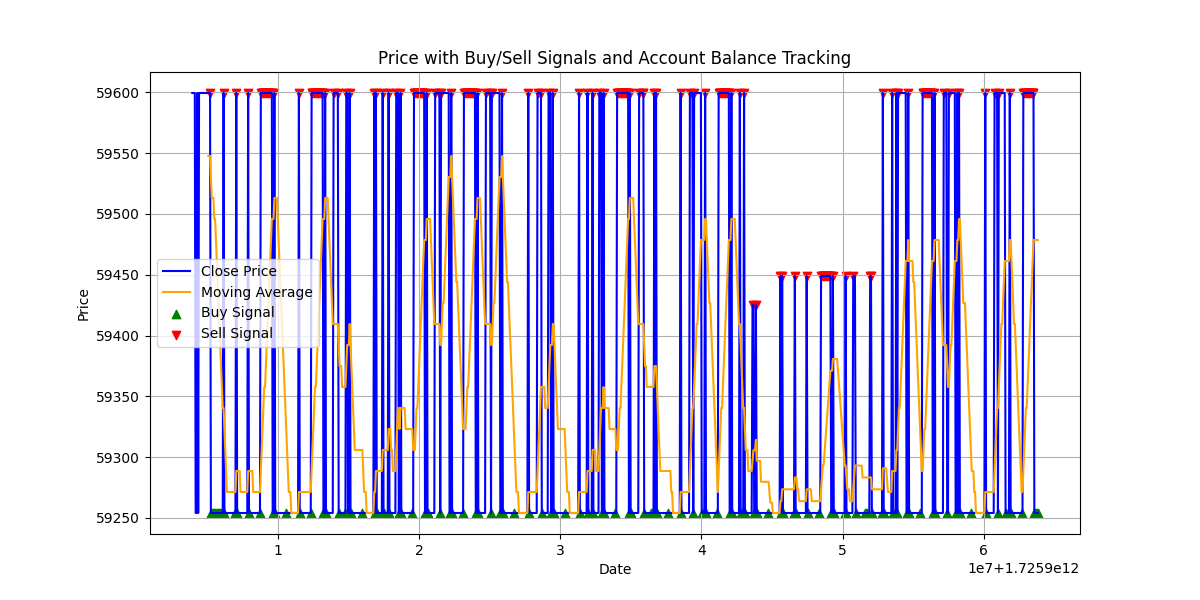 Price with Buy/Sell Signals and Account Balance Tracking
59600
59550
59500
59450
59400
59350
59300
59250
Price
Close Price
Moving Average
Buy Signal
Sell Signal
1 2 3 4 5 6
Date
1e7+1.7259e12